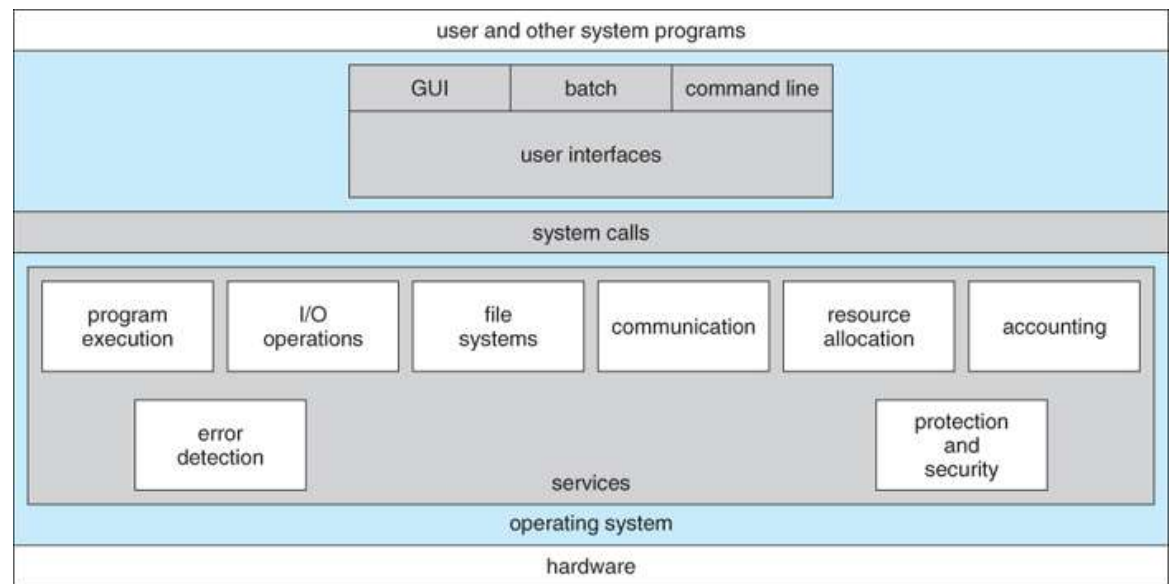 user and other system programs
GUI
batch
command line
user interfaces
system calls
program
execution
I/O
operations
file
systems
communication
resource
allocation
accounting
error
detection
protection
and
security
services
operating system
hardware